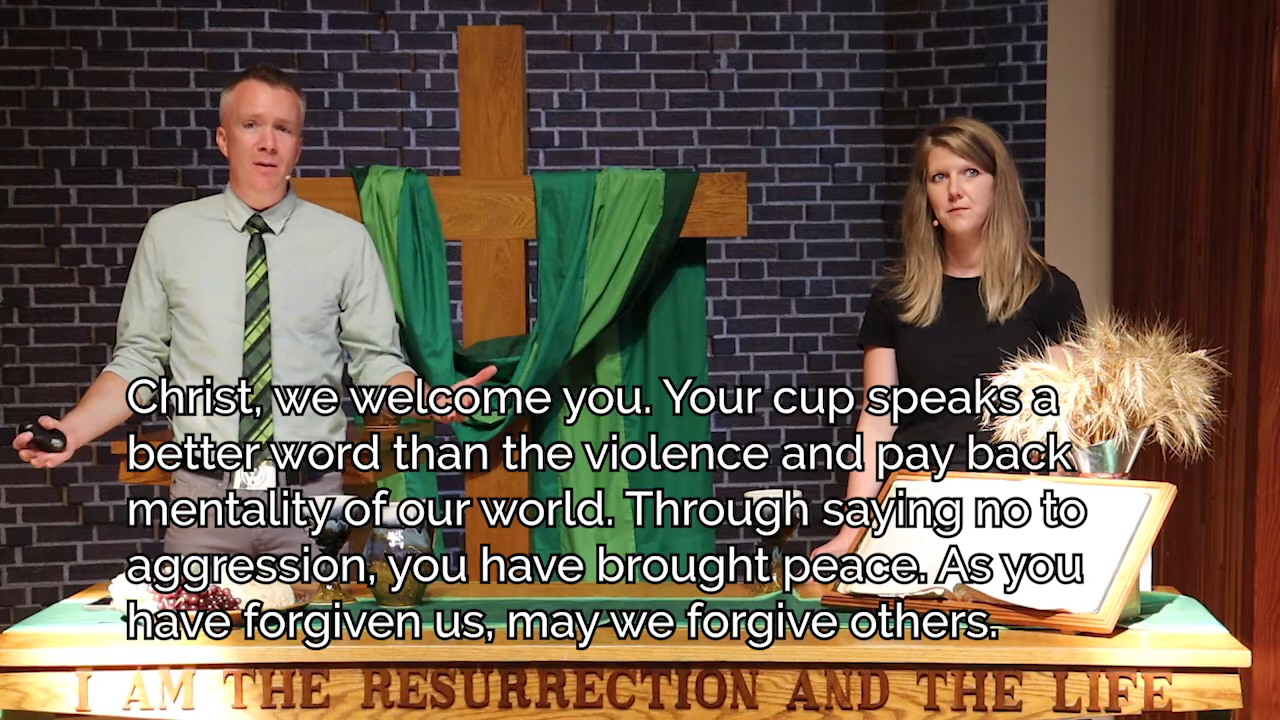 Christ, we welcome you. Your cup speaks a
better word than the violence and pay back
mentality of our world. Through saying no to
aggression, you have brought peace. As you
have forgiven us, may we forgive others.
I AM THE RESURRECTION AND THE LIFE